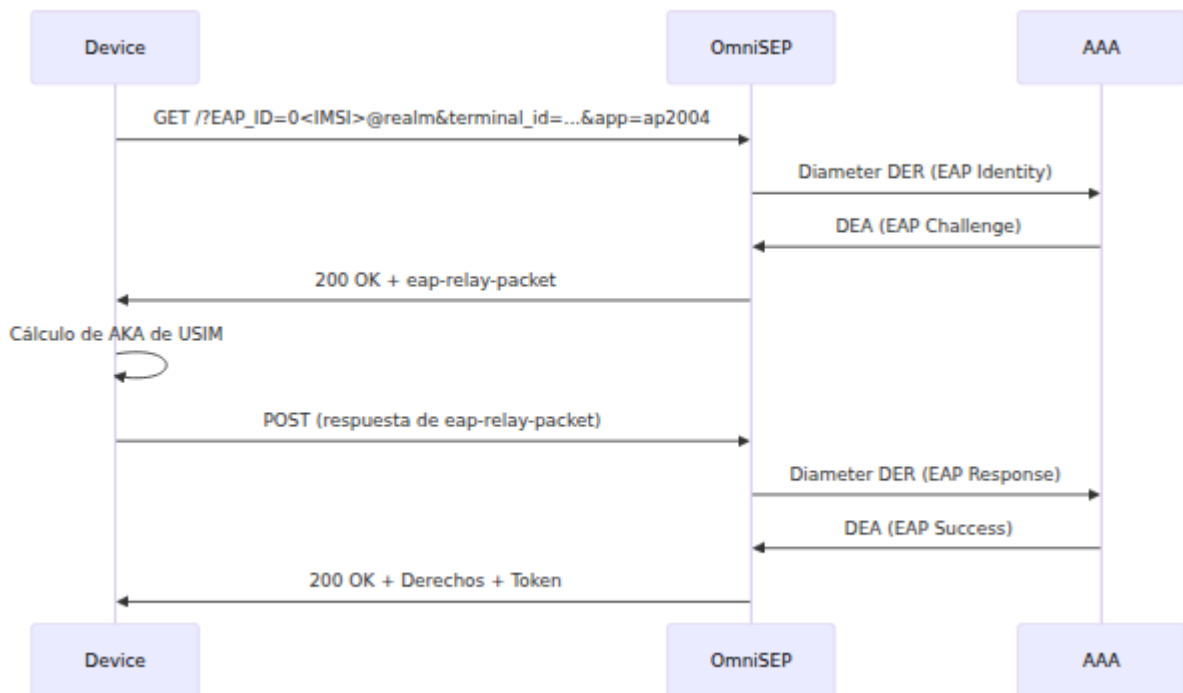 Device
OmniSEP
AAA
GET /?EAP_ID=0<IMSI>@realm&terminal_id=...&app=ap2004
Diameter DER (EAP Identity)
DEA (EAP Challenge)
200 OK + eap-relay-packet
Cálculo de AKA de USIM
POST (respuesta de eap-relay-packet)
Diameter DER (EAP Response)
DEA (EAP Success)
200 OK + Derechos + Token
Device
OmniSEP
AAA